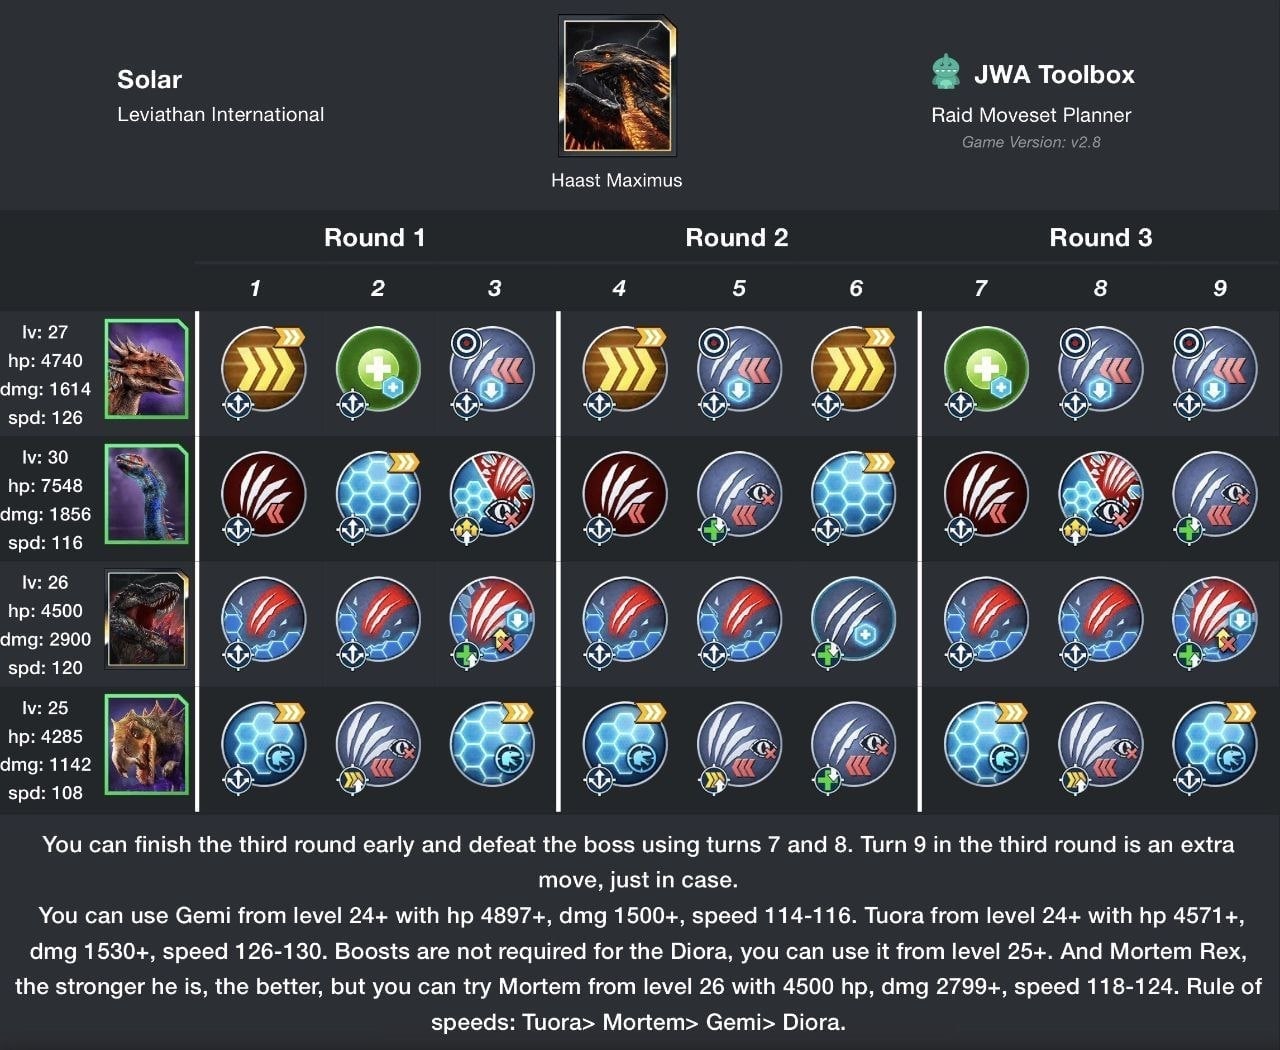 Solar
Leviathan International
Haast Maximus
JWA Toolbox
Raid Moveset Planner
Game Version: v2.8
Round 1
Round 2
Round 3
1 2 3 4 5 6 7 8 9
lv: 27
hp: 4740
dmg: 1614
spd: 126
lv: 30
hp: 7548
dmg: 1856
spd: 116
lv: 26
hp: 4500
dmg: 2900
spd: 120
lv: 25
hp: 4285
dmg: 1142
spd: 108
You can finish the third round early and defeat the boss using turns 7 and 8. Turn 9 in the third round is an extra
move, just in case.
You can use Gemi from level 24+ with hp 4897+, dmg 1500+, speed 114-116. Tuora from level 24+ with hp 4571+,
dmg 1530+, speed 126-130. Boosts are not required for the Diora, you can use it from level 25+. And Mortem Rex,
the stronger he is, the better, but you can try Mortem from level 26 with 4500 hp, dmg 2799+, speed 118-124. Rule of
speeds: Tuora> Mortem> Gemi> Diora.